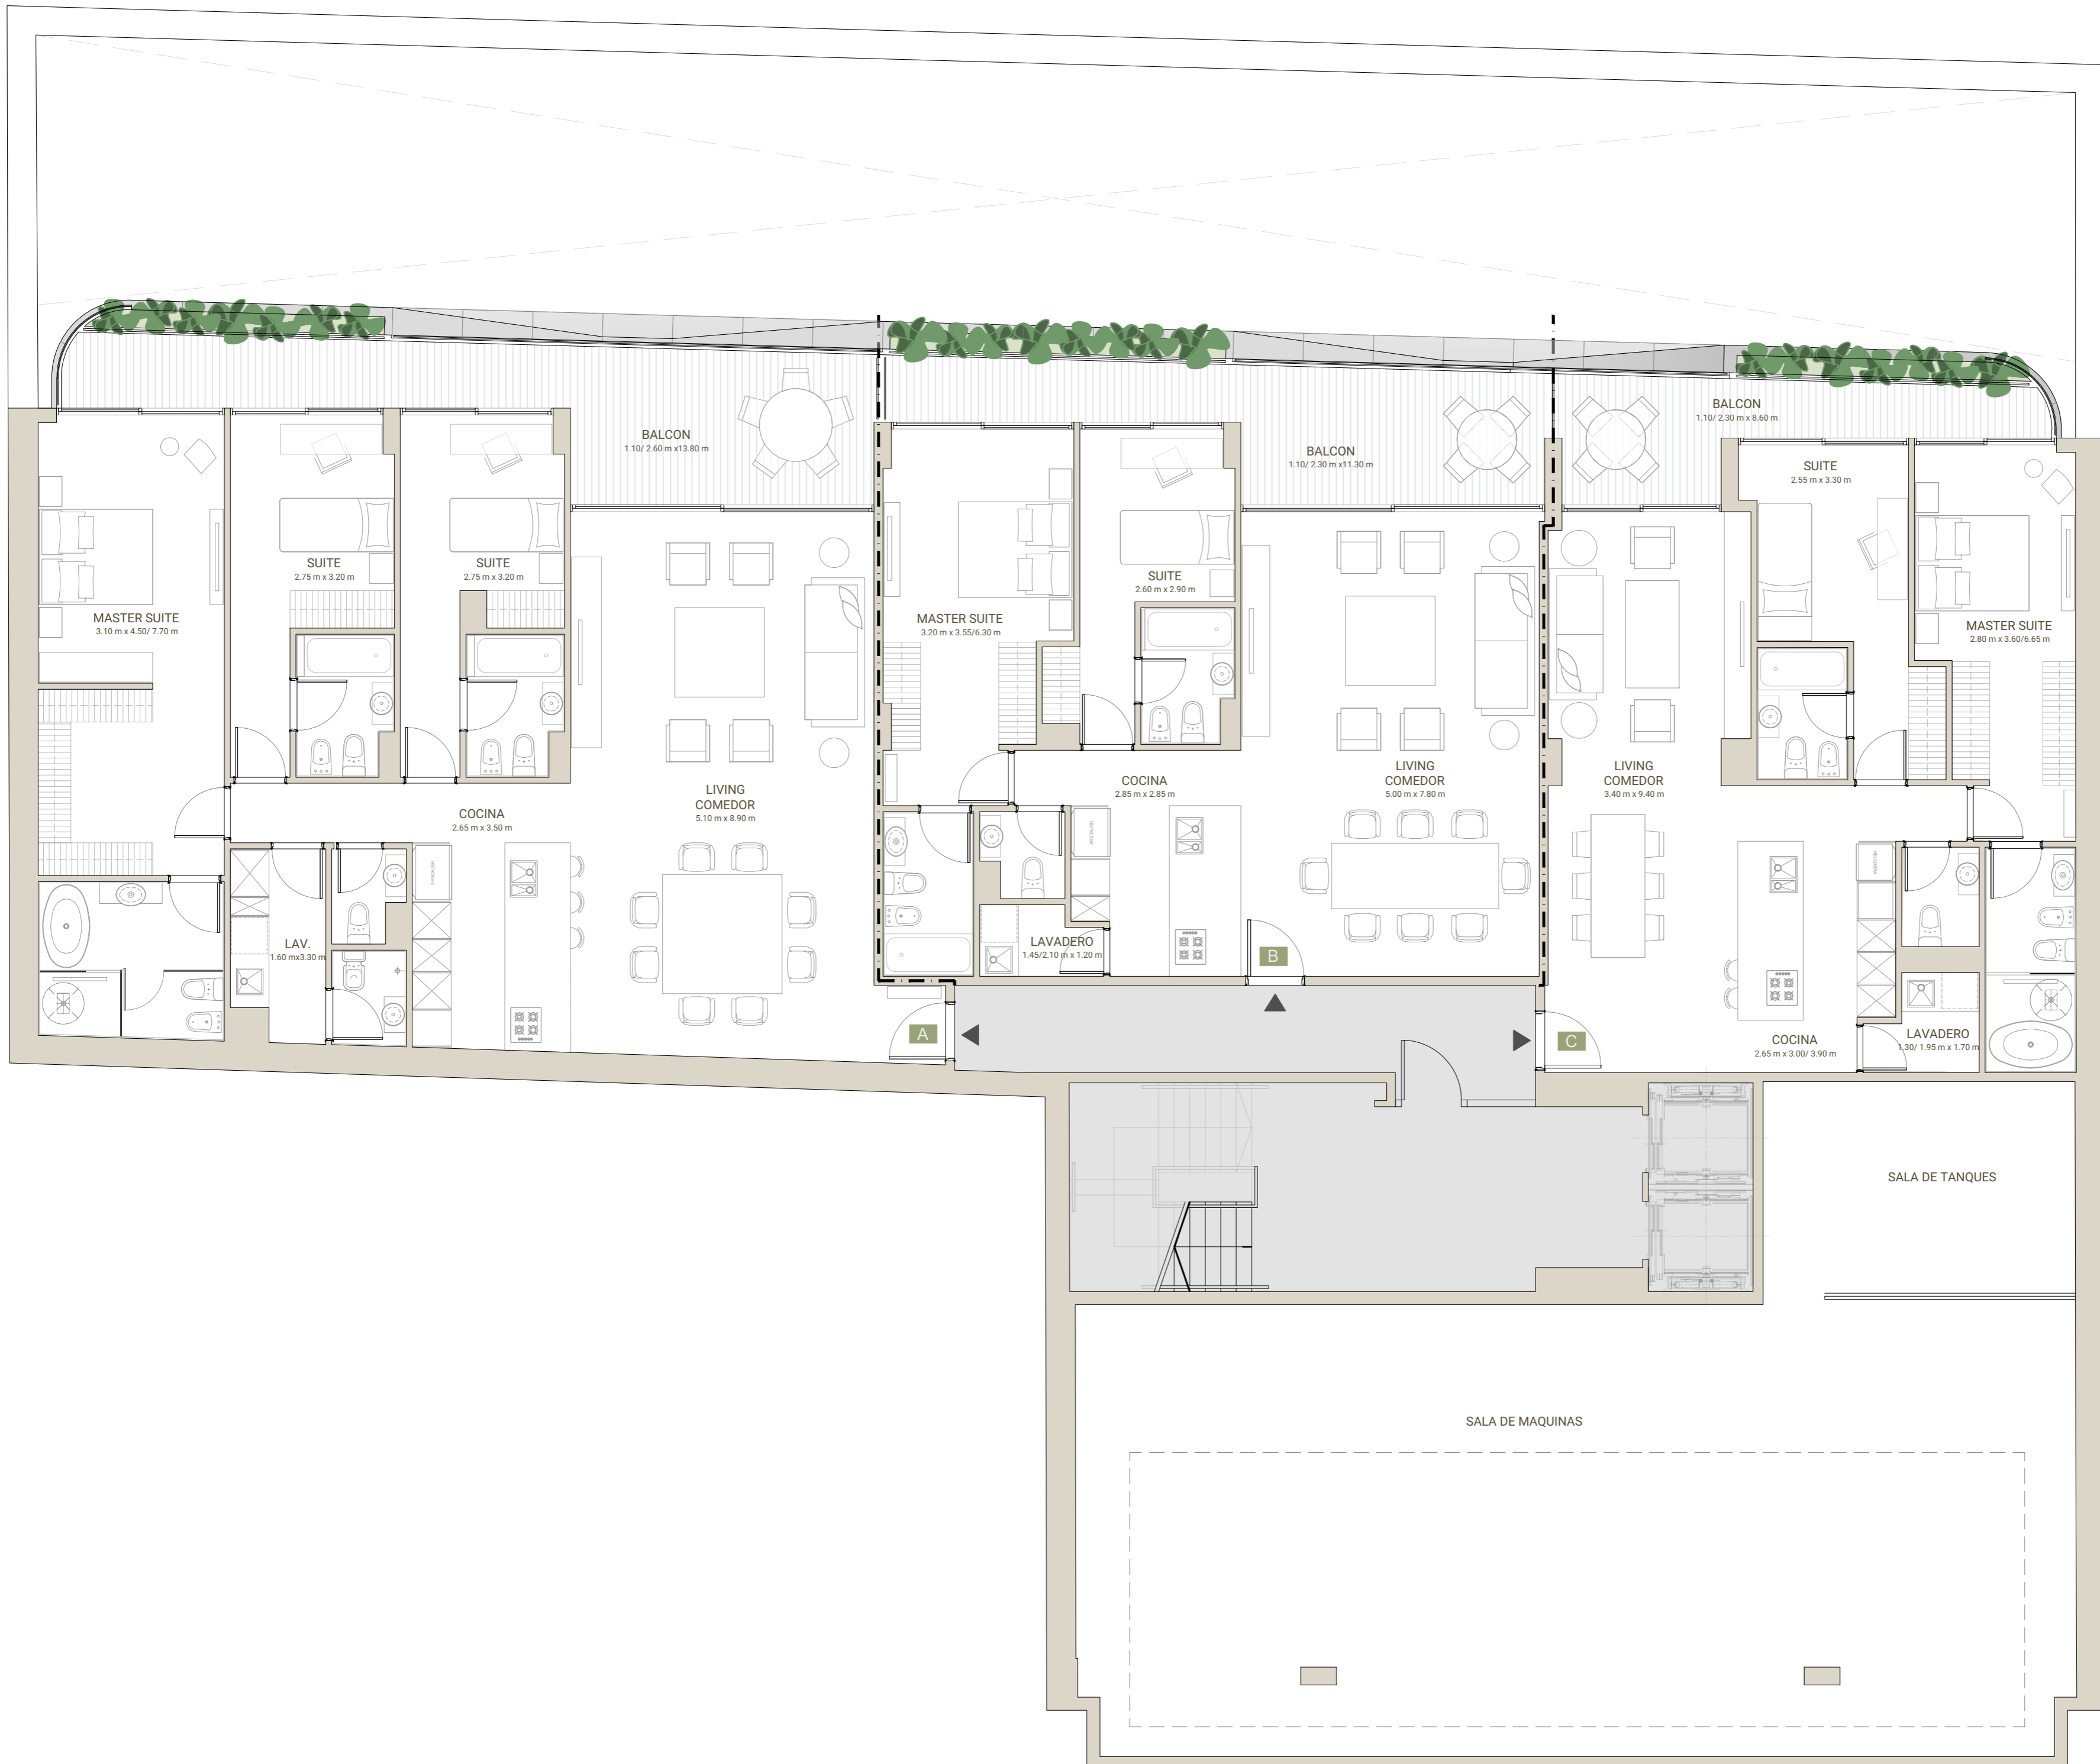 BALCON
1.10/ 2.60 m x13.80 m
BALCON
1.10/ 2.30 m x11.30 m
BALCON
1.10/ 2.30 m x 8.60 m
MASTER SUITE
3.10 m x 4.50/ 7.70 m
SUITE
2.75 m x 3.20 m
SUITE
2.75 m x 3.20 m
LIVING
COMEDOR
5.10 m x 8.90 m
COCINA
2.65 m x 3.50 m
LAV.
1.60 mx3.30 m
A
MASTER SUITE
3.20 m x 3.55/6.30 m
SUITE
2.60 m x 2.90 m
COCINA
2.85 m x 2.85 m
LIVING
COMEDOR
5.00 m x 7.80 m
LAVADERO
1.45/2.10 m x 1.20 m
B
SUITE
2.55 m x 3.30 m
MASTER SUITE
2.80 m x 3.60/6.65 m
LIVING
COMEDOR
3.40 m x 9.40 m
C
COCINA
2.65 m x 3.00/ 3.90 m
LAVADERO
1.30/ 1.95 m x 1.70 m
SALA DE TANQUES
SALA DE MAQUINAS